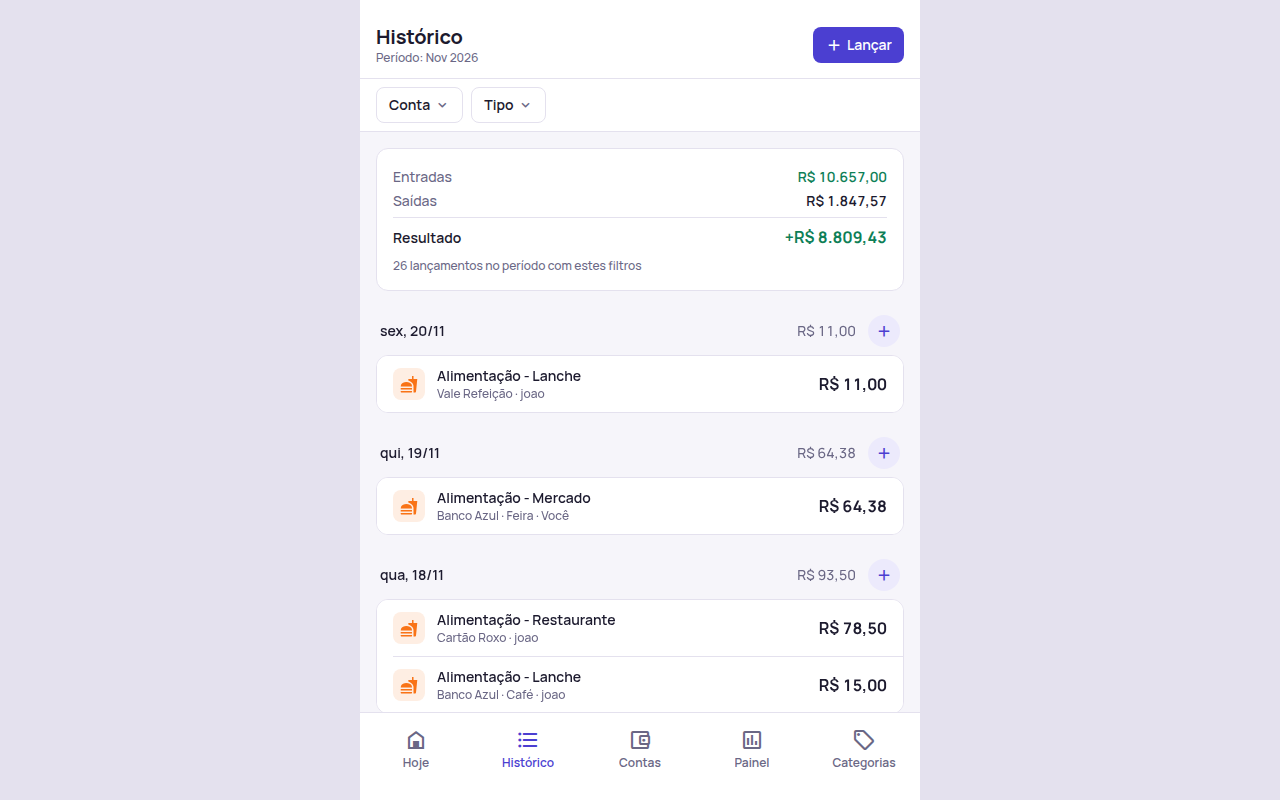 Histórico
Período: Nov 2026
Lançar
Conta
Tipo
Entradas R$ 10.657,00
Saídas R$ 1.847,57
Resultado +R$ 8.809,43
26 lançamentos no período com estes filtros
sex, 20/11 R$ 11,00
Alimentação - Lanche
Vale Refeição · joao
R$ 11,00
qui, 19/11 R$ 64,38
Alimentação - Mercado
Banco Azul · Feira · Você
R$ 64,38
qua, 18/11 R$ 93,50
Alimentação - Restaurante
Cartão Roxo · joao
R$ 78,50
Alimentação - Lanche
Banco Azul · Café · joao
R$ 15,00
Hoje
Histórico
Contas
Painel
Categorias